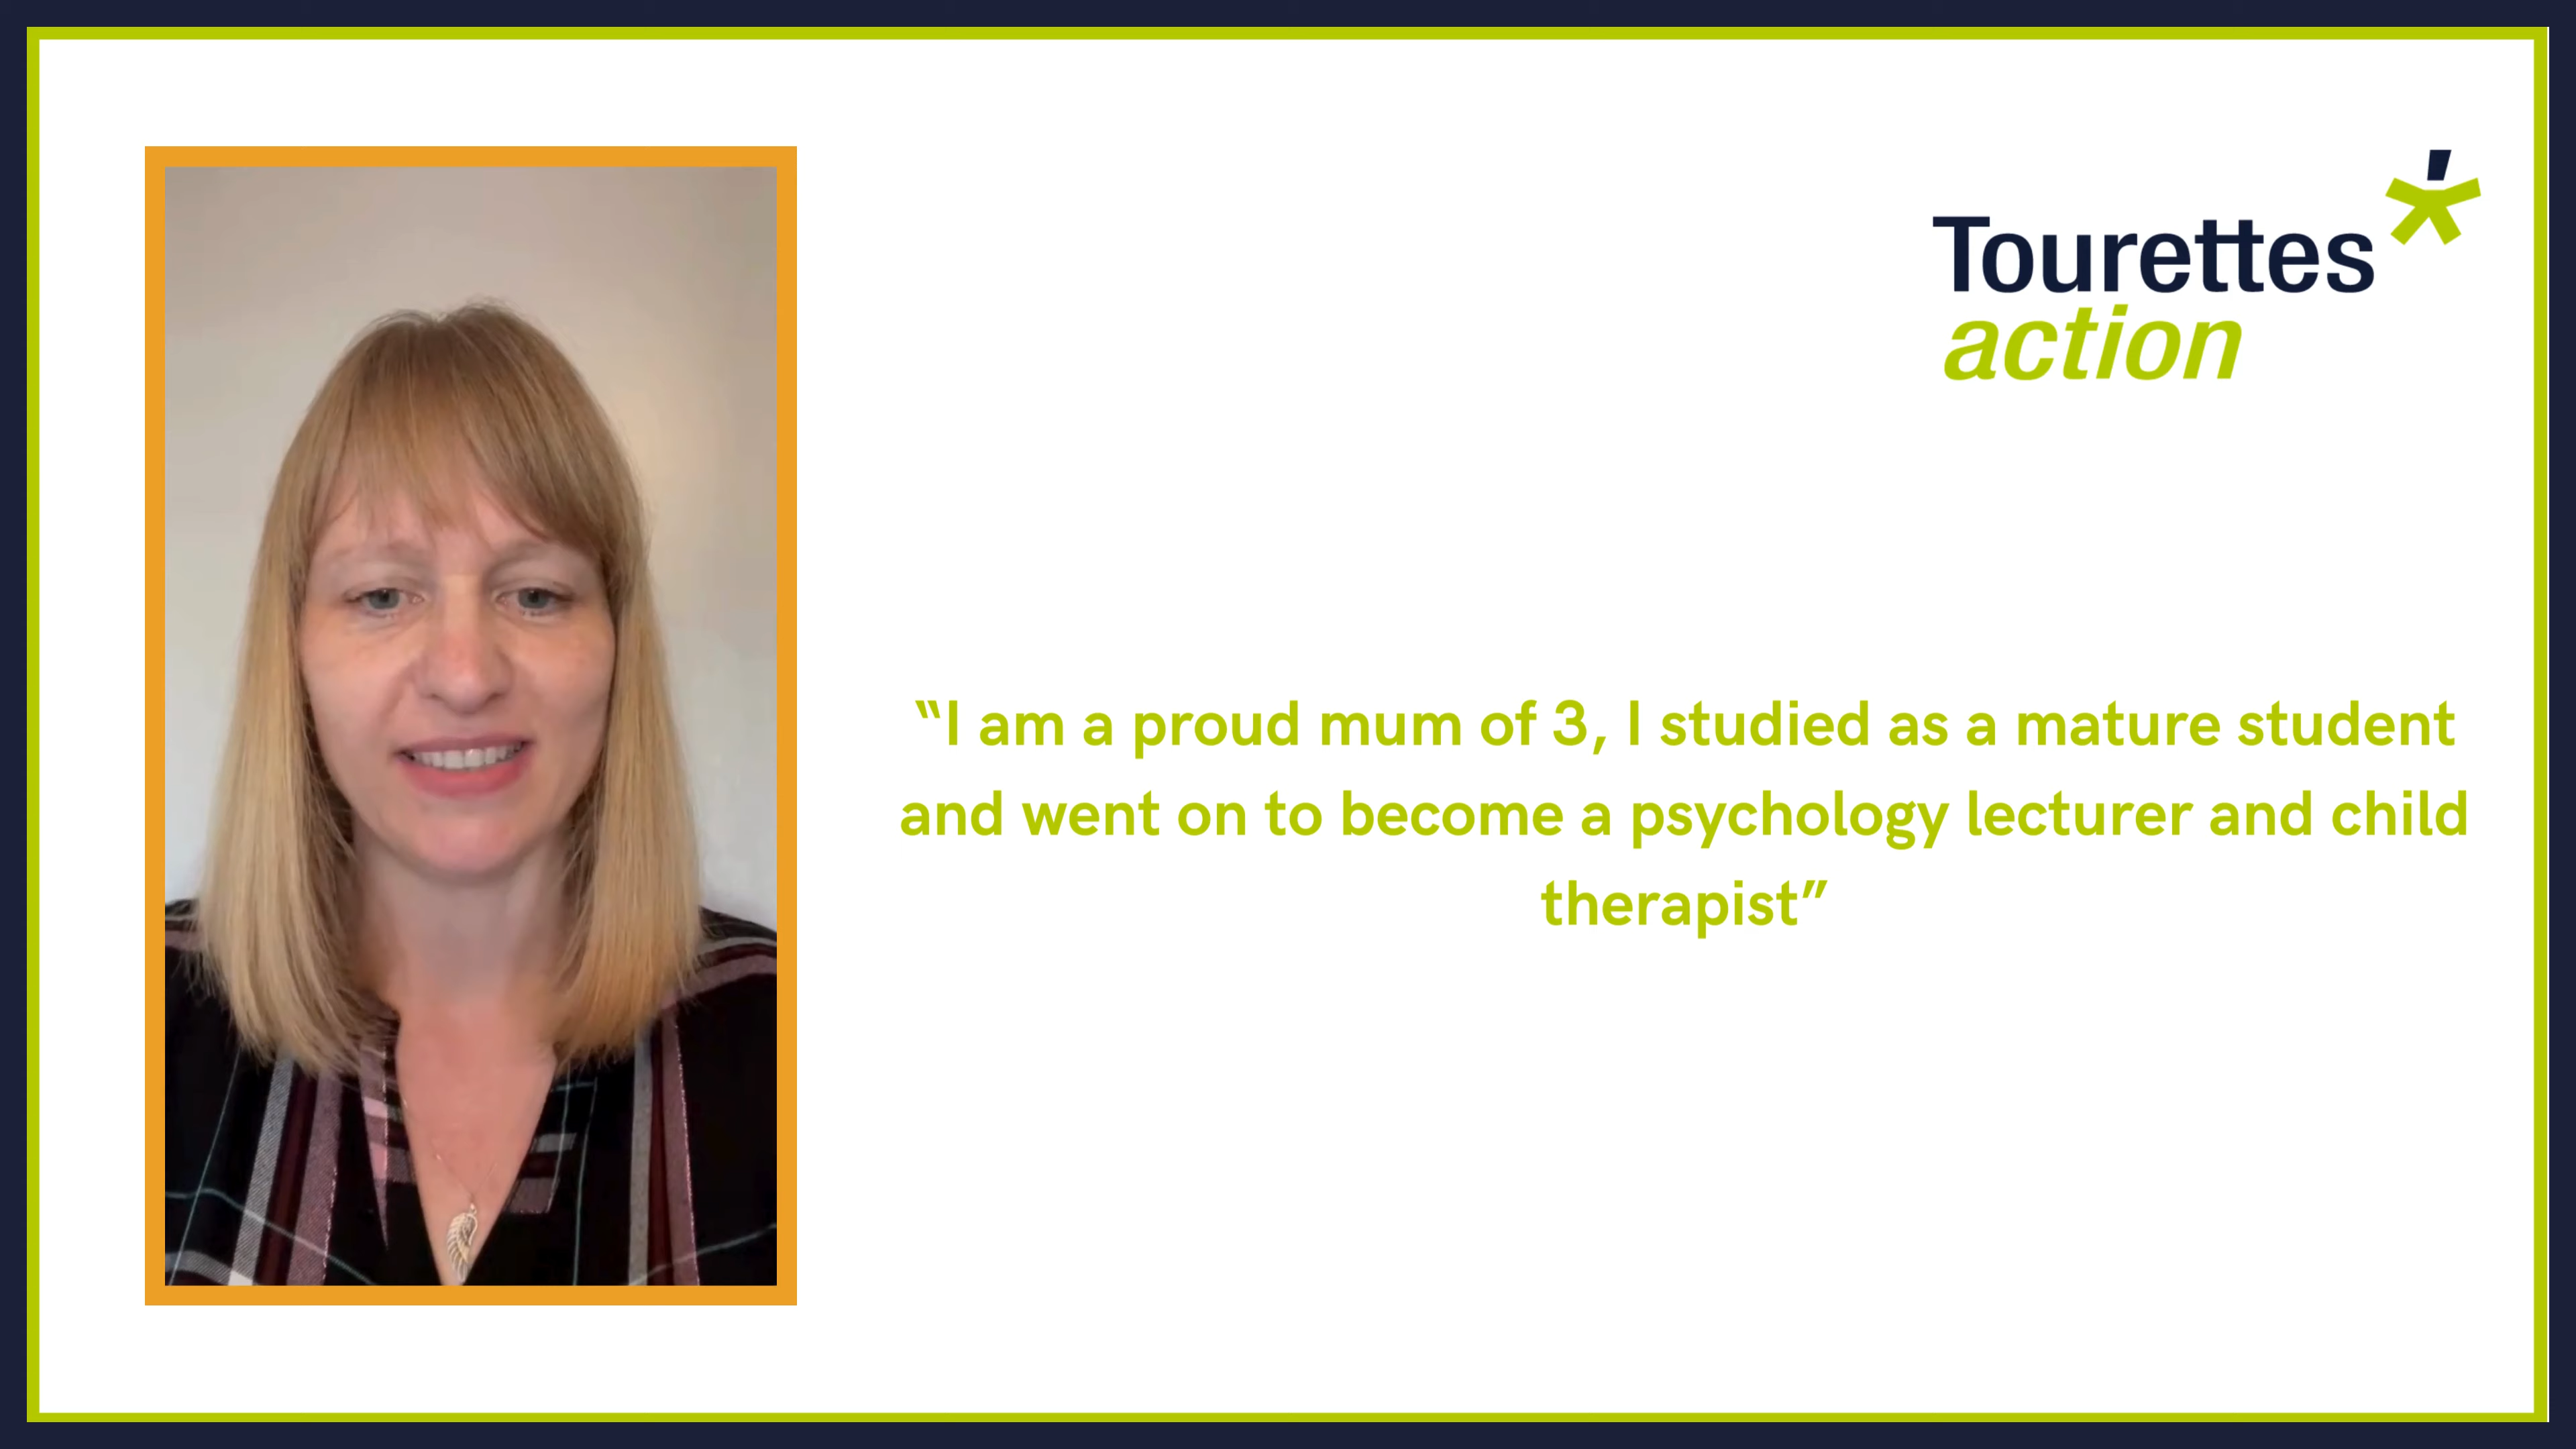 Tourettes
action
“I am a proud mum of 3, I studied as a mature student
and went on to become a psychology lecturer and child
therapist”